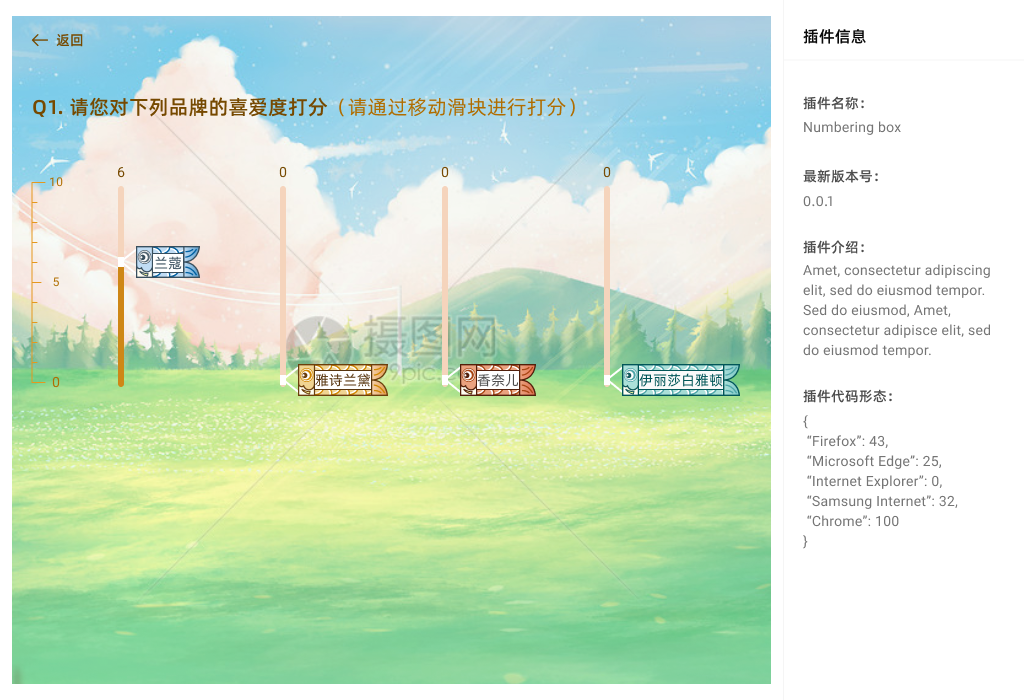 返回
Q1. 请您对下列品牌的喜爱度打分（请通过移动滑块进行打分）
6
0
0
0
10
5
0
兰蔻
雅诗兰黛
香奈儿
伊丽莎白雅顿
摄图网
插件信息
插件名称：
Numbering box
最新版本号：
0.0.1
插件介绍：
Amet, consectetur adipiscing
elit, sed do eiusmod tempor.
Sed do eiusmod, Amet,
consectetur adipisce elit, sed
do eiusmod tempor.
插件代码形态：
{
“Firefox”: 43,
“Microsoft Edge”: 25,
“Internet Explorer”: 0,
“Samsung Internet”: 32,
“Chrome”: 100
}